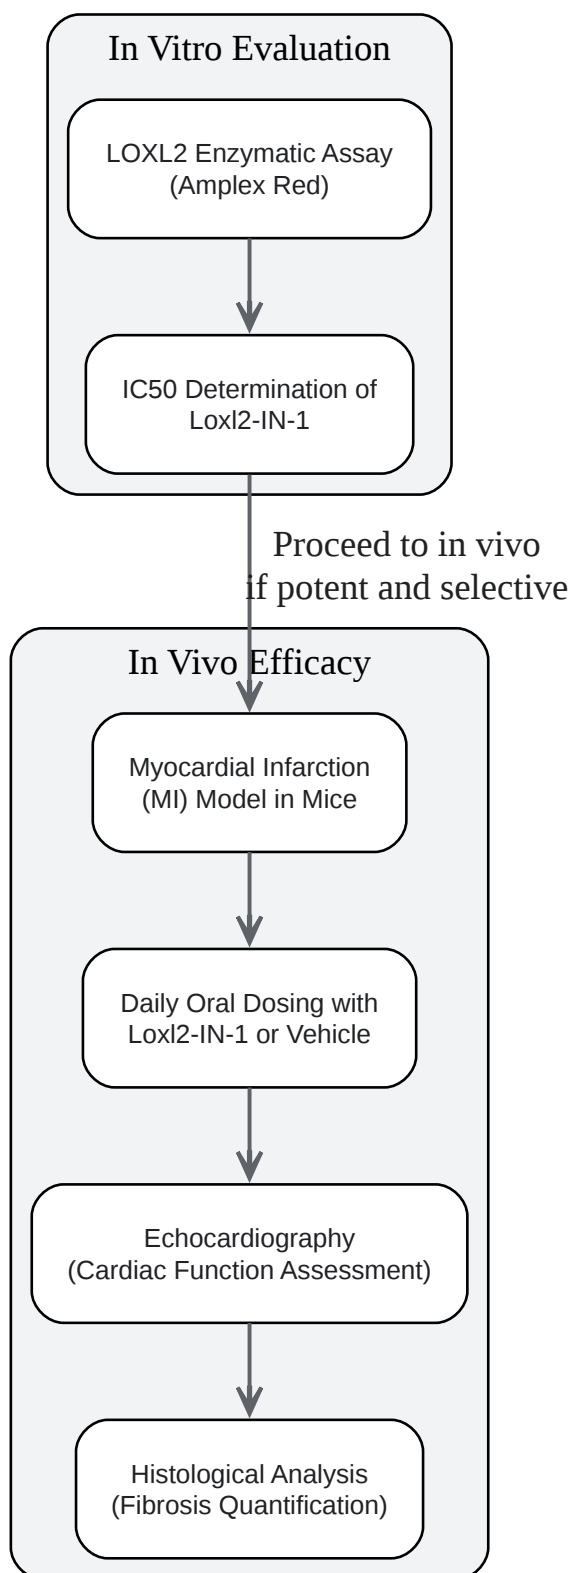 In Vitro Evaluation
LOXL2 Enzymatic Assay
(Amplex Red)
IC50 Determination of
Loxl2-IN-1
Proceed to in vivo
if potent and selective
In Vivo Efficacy
Myocardial Infarction
(MI) Model in Mice
Daily Oral Dosing with
Loxl2-IN-1 or Vehicle
Echocardiography
(Cardiac Function Assessment)
Histological Analysis
(Fibrosis Quantification)